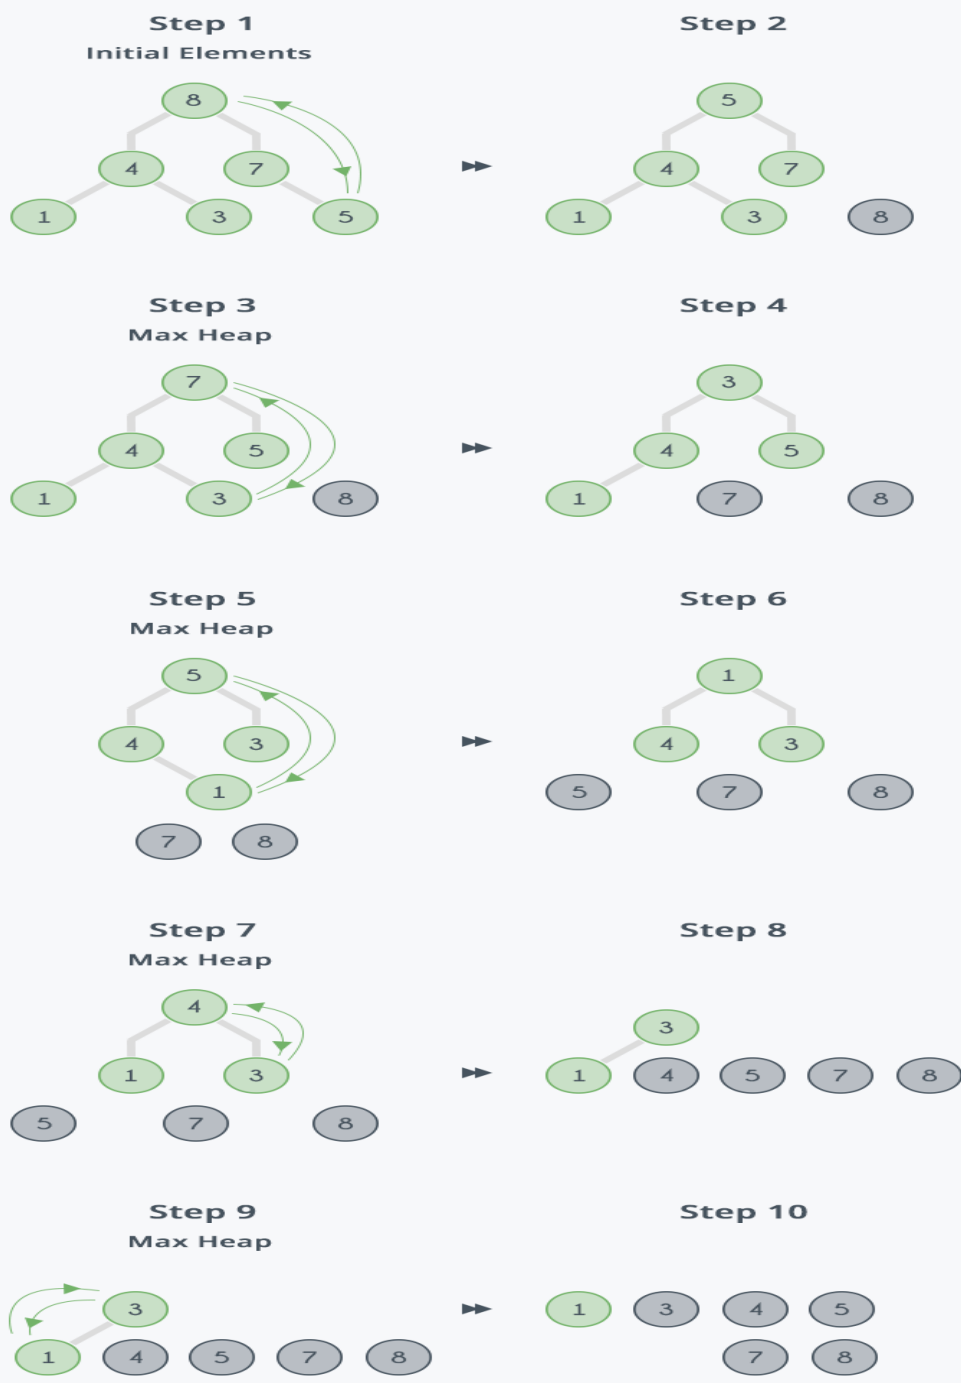 Step 1
Initial Elements
8
4 7
1 3 5
Step 2
5
4 7
1 3 8
Step 3
Max Heap
7
4 5
1 3 8
Step 4
3
4 5
1 7 8
Step 5
Max Heap
5
4 3
1
7 8
Step 6
1
4 3
5 7 8
Step 7
Max Heap
4
1 3
5 7 8
Step 8
3
1 4 5 7 8
Step 9
Max Heap
3
1 4 5 7 8
Step 10
1 3 4 5
7 8